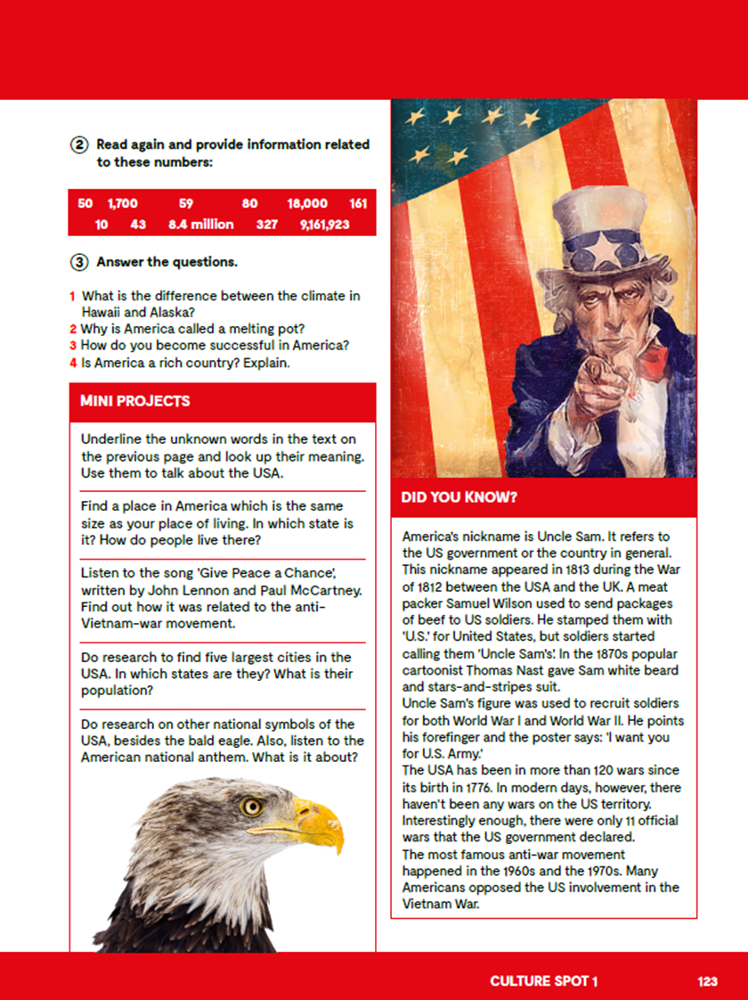 2 Read again and provide information related
to these numbers:
50 1,700 59 80 18,000 161
10 43 8.4 million 327 9,161,923
3 Answer the questions.
1 What is the difference between the climate in
Hawaii and Alaska?
2 Why is America called a melting pot?
3 How do you become successful in America?
4 Is America a rich country? Explain.
MINI PROJECTS
Underline the unknown words in the text on
the previous page and look up their meaning.
Use them to talk about the USA.
Find a place in America which is the same
size as your place of living. In which state is
it? How do people live there?
Listen to the song 'Give Peace a Chance',
written by John Lennon and Paul McCartney.
Find out how it was related to the anti-
Vietnam-war movement.
Do research to find five largest cities in the
USA. In which states are they? What is their
population?
Do research on other national symbols of the
USA, besides the bald eagle. Also, listen to the
American national anthem. What is it about?
DID YOU KNOW?
America's nickname is Uncle Sam. It refers to
the US government or the country in general.
This nickname appeared in 1813 during the War
of 1812 between the USA and the UK. A meat
packer Samuel Wilson used to send packages
of beef to US soldiers. He stamped them with
'U.S.' for United States, but soldiers started
calling them 'Uncle Sam's'. In the 1870s popular
cartoonist Thomas Nast gave Sam white beard
and stars-and-stripes suit.
Uncle Sam's figure was used to recruit soldiers
for both World War I and World War II. He points
his forefinger and the poster says: 'I want you
for U.S. Army.'
The USA has been in more than 120 wars since
its birth in 1776. In modern days, however, there
haven't been any wars on the US territory.
Interestingly enough, there were only 11 official
wars that the US government declared.
The most famous anti-war movement
happened in the 1960s and the 1970s. Many
Americans opposed the US involvement in the
Vietnam War.
CULTURE SPOT 1 123